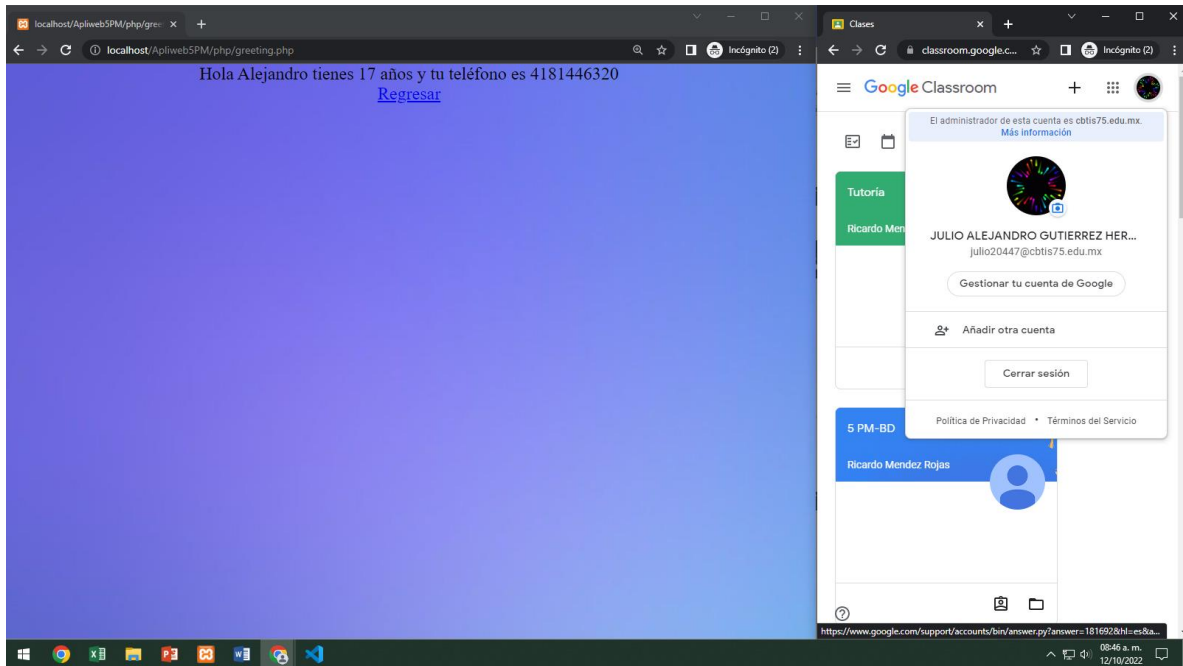 localhost/Apliweb5PM/php/gree
localhost/Apliweb5PM/php/greeting.php
Incógnito (2)
Hola Alejandro tienes 17 años y tu teléfono es 4181446320
Regresar
Clases
classroom.google.c...
Incógnito (2)
Google Classroom
El administrador de esta cuenta es cbtis75.edu.mx.
Más información
JULIO ALEJANDRO GUTIERREZ HER...
julio20447@cbtis75.edu.mx
Gestionar tu cuenta de Google
Añadir otra cuenta
Cerrar sesión
Política de Privacidad • Términos del Servicio
Tutoría
Ricardo Men
5 PM-BD
Ricardo Mendez Rojas
https://www.google.com/support/accounts/bin/answer.py?answer=181692&hl=es&a...
08:46 a. m.
12/10/2022